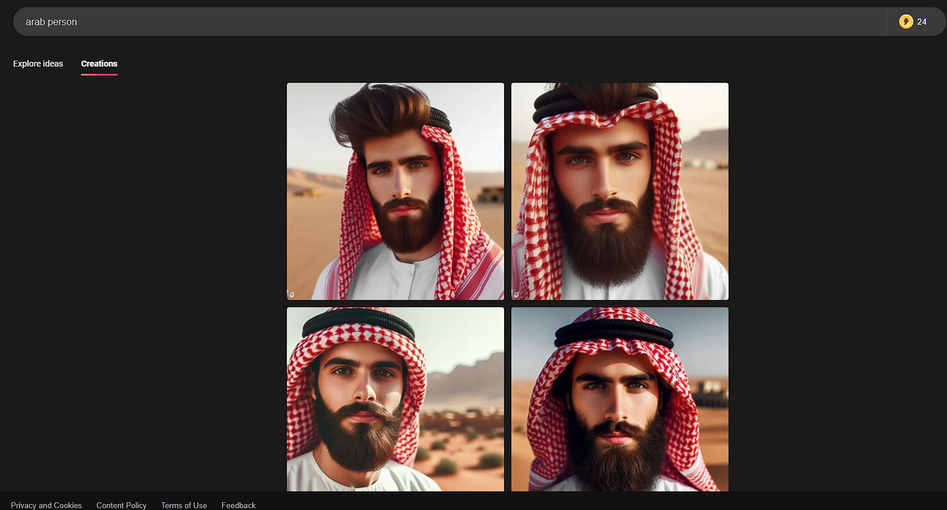 arab person
24
Explore ideas
Creations
Privacy and Cookies
Content Policy
Terms of Use
Feedback